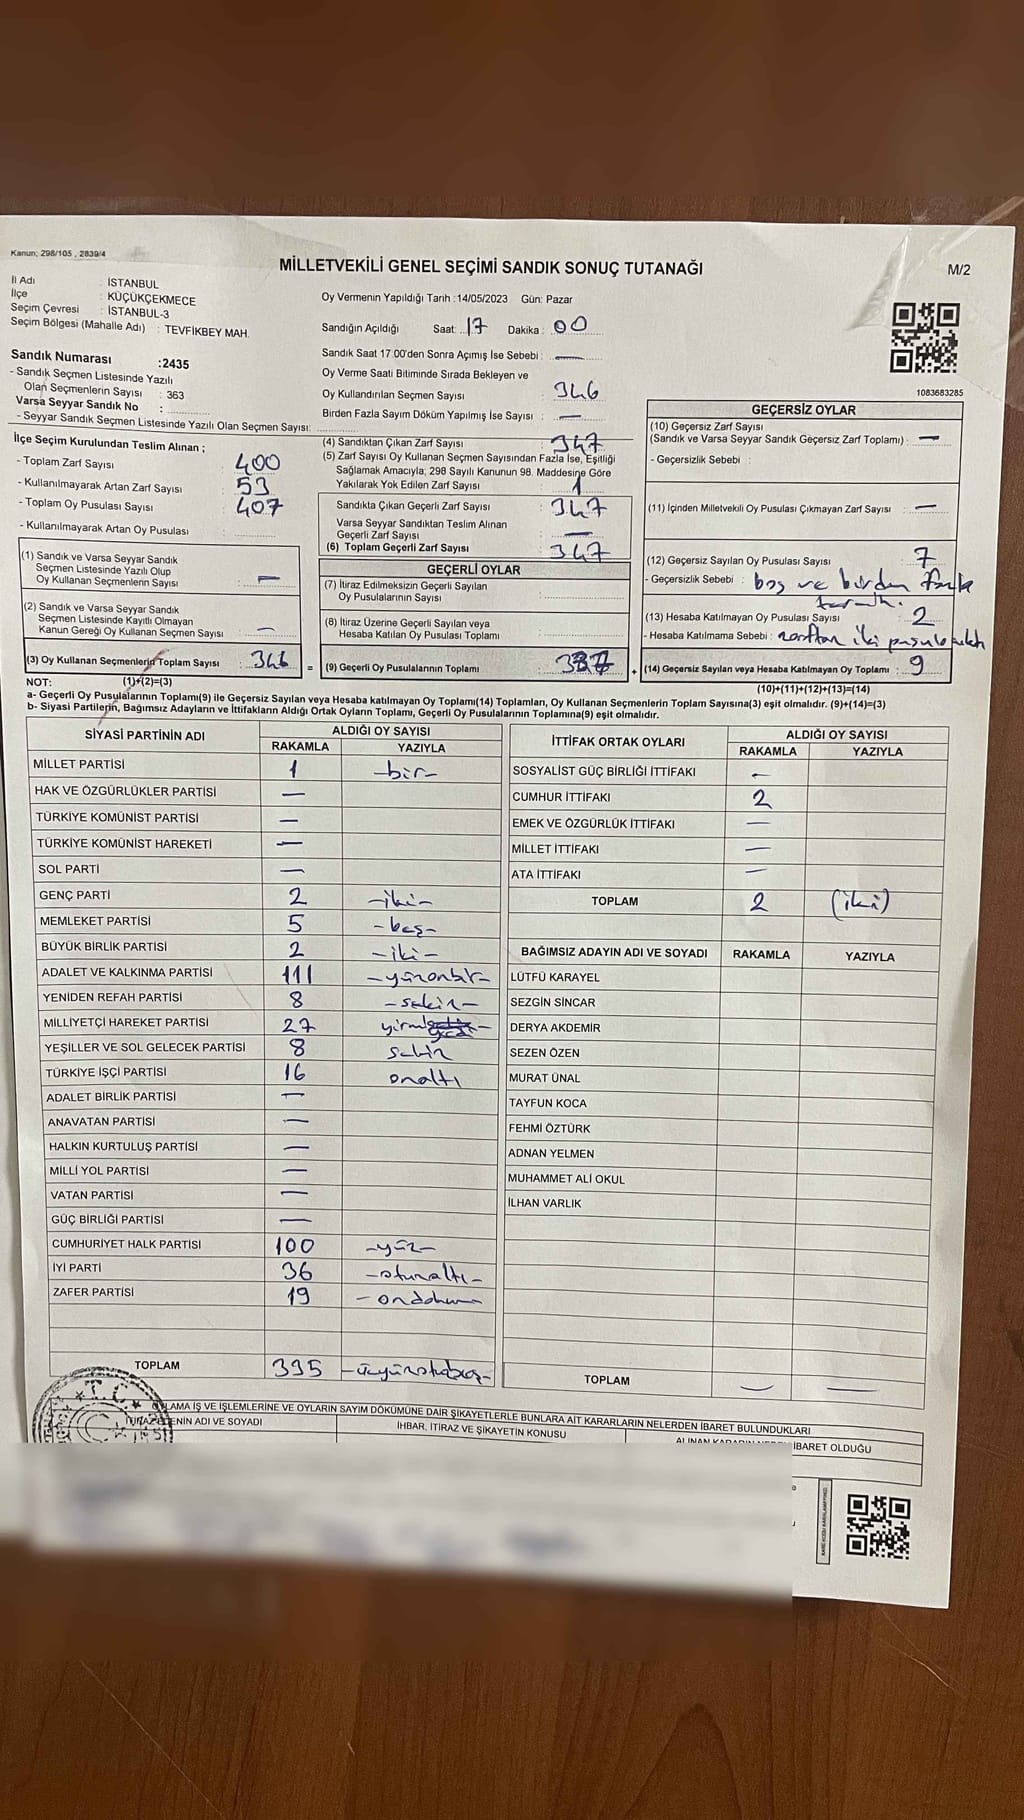 Kanun; 298/105 , 2839/4
MİLLETVEKİLİ GENEL SEÇİMİ SANDIK SONUÇ TUTANAĞI
M/2
İl Adı : İSTANBUL
İlçe : KÜÇÜKÇEKMECE
Seçim Çevresi : İSTANBUL-3
Seçim Bölgesi (Mahalle Adı) : TEVFİKBEY MAH.
Sandık Numarası :2435
- Sandık Seçmen Listesinde Yazılı
Olan Seçmenlerin Sayısı : 363
Varsa Seyyar Sandık No :
- Seyyar Sandık Seçmen Listesinde Yazılı Olan Seçmen Sayısı:
Oy Vermenin Yapıldığı Tarih :14/05/2023 Gün: Pazar
Sandığın Açıldığı Saat: 17 Dakika : 00
Sandık Saat 17.00'den Sonra Açımış İse Sebebi : —
Oy Verme Saati Bitiminde Sırada Bekleyen ve
Oy Kullandırılan Seçmen Sayısı : 346
Birden Fazla Sayım Döküm Yapılmış İse Sayısı : —
1083683285
İlçe Seçim Kurulundan Teslim Alınan ;
- Toplam Zarf Sayısı : 400
- Kullanılmayarak Artan Zarf Sayısı : 53
- Toplam Oy Pusulası Sayısı : 407
- Kullanılmayarak Artan Oy Pusulası :
(1) Sandık ve Varsa Seyyar Sandık
Seçmen Listesinde Yazılı Olup
Oy Kullanan Seçmenlerin Sayısı : —
(2) Sandık ve Varsa Seyyar Sandık
Seçmen Listesinde Kayıtlı Olmayan
Kanun Gereği Oy Kullanan Seçmen Sayısı : —
(3) Oy Kullanan Seçmenlerin Toplam Sayısı : 346 =
(1)+(2)=(3)
(4) Sandıktan Çıkan Zarf Sayısı : 347
(5) Zarf Sayısı Oy Kullanan Seçmen Sayısından Fazla İse, Eşitliği
Sağlamak Amacıyla; 298 Sayılı Kanunun 98. Maddesine Göre
Yakılarak Yok Edilen Zarf Sayısı : 1
Sandıkta Çıkan Geçerli Zarf Sayısı : 347
Varsa Seyyar Sandıktan Teslim Alınan
Geçerli Zarf Sayısı : —
(6) Toplam Geçerli Zarf Sayısı : 347
GEÇERLİ OYLAR
(7) İtiraz Edilmeksizin Geçerli Sayılan
Oy Pusulalarının Sayısı :
(8) İtiraz Üzerine Geçerli Sayılan veya
Hesaba Katılan Oy Pusulası Toplamı :
(9) Geçerli Oy Pusulalarının Toplamı : 337 +
GEÇERSİZ OYLAR
(10) Geçersiz Zarf Sayısı
(Sandık ve Varsa Seyyar Sandık Geçersiz Zarf Toplamı) : —
- Geçersizlik Sebebi :
(11) İçinden Milletvekili Oy Pusulası Çıkmayan Zarf Sayısı : —
(12) Geçersiz Sayılan Oy Pusulası Sayısı : 7
- Geçersizlik Sebebi : boş ve birden fazla
(13) Hesaba Katılmayan Oy Pusulası Sayısı : 2
- Hesaba Katılmama Sebebi : zarftan iki pusula
(14) Geçersiz Sayılan veya Hesaba Katılmayan Oy Toplamı : 9
(10)+(11)+(12)+(13)=(14)
NOT:
a- Geçerli Oy Pusulalarının Toplamı(9) ile Geçersiz Sayılan veya Hesaba katılmayan Oy Toplamı(14) Toplamları, Oy Kullanan Seçmenlerin Toplam Sayısına(3) eşit olmalıdır. (9)+(14)=(3)
b- Siyasi Partilerin, Bağımsız Adayların ve İttifakların Aldığı Ortak Oyların Toplamı, Geçerli Oy Pusulalarının Toplamına(9) eşit olmalıdır.
SİYASİ PARTİNİN ADI ALDIĞI OY SAYISI
RAKAMLA YAZIYLA
MİLLET PARTİSİ 1 -bir-
HAK VE ÖZGÜRLÜKLER PARTİSİ —
TÜRKİYE KOMÜNİST PARTİSİ —
TÜRKİYE KOMÜNİST HAREKETİ —
SOL PARTİ —
GENÇ PARTİ 2 -iki-
MEMLEKET PARTİSİ 5 -beş-
BÜYÜK BİRLİK PARTİSİ 2 -iki-
ADALET VE KALKINMA PARTİSİ 111 -yüzonbir-
YENİDEN REFAH PARTİSİ 8 -sekiz-
MİLLİYETÇİ HAREKET PARTİSİ 27
YEŞİLLER VE SOL GELECEK PARTİSİ 8 sekiz
TÜRKİYE İŞÇİ PARTİSİ 16 onaltı
ADALET BİRLİK PARTİSİ —
ANAVATAN PARTİSİ —
HALKIN KURTULUŞ PARTİSİ —
MİLLİ YOL PARTİSİ —
VATAN PARTİSİ —
GÜÇ BİRLİĞİ PARTİSİ —
CUMHURİYET HALK PARTİSİ 100 -yüz-
İYİ PARTİ 36 -otuzaltı-
ZAFER PARTİSİ 19 -ondokuz
TOPLAM 335 -üçyüzotuzbeş-
İTTİFAK ORTAK OYLARI ALDIĞI OY SAYISI
RAKAMLA YAZIYLA
SOSYALİST GÜÇ BİRLİĞİ İTTİFAKI —
CUMHUR İTTİFAKI 2
EMEK VE ÖZGÜRLÜK İTTİFAKI —
MİLLET İTTİFAKI —
ATA İTTİFAKI —
TOPLAM 2 (iki)
BAĞIMSIZ ADAYIN ADI VE SOYADI RAKAMLA YAZIYLA
LÜTFÜ KARAYEL
SEZGİN SİNCAR
DERYA AKDEMİR
SEZEN ÖZEN
MURAT ÜNAL
TAYFUN KOCA
FEHMİ ÖZTÜRK
ADNAN YELMEN
MUHAMMET ALİ OKUL
İLHAN VARLIK
TOPLAM — —
LAMA İŞ VE İŞLEMLERİNE VE OYLARIN SAYIM DÖKÜMÜNE DAİR ŞİKAYETLERLE BUNLARA AİT KARARLARIN NELERDEN İBARET BULUNDUKLARI
ENİN ADI VE SOYADI İHBAR, İTİRAZ VE ŞİKAYETİN KONUSU İBARET OLDUĞU
T.C.